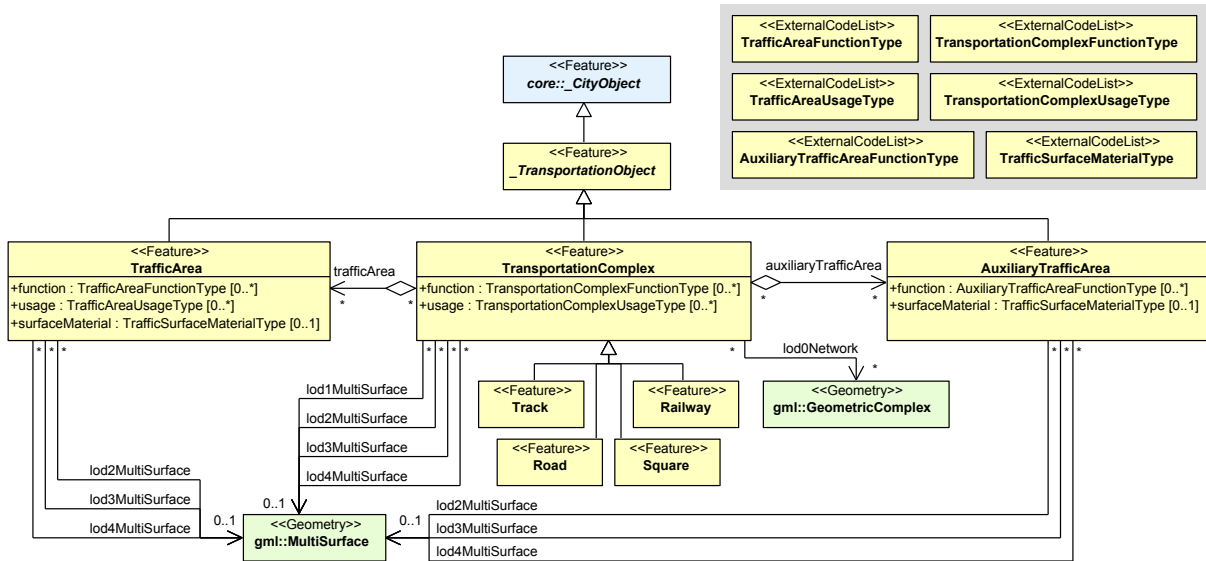 <<ExternalCodeList>>
TrafficAreaFunctionType
<<ExternalCodeList>>
TransportationComplexFunctionType
<<ExternalCodeList>>
TrafficAreaUsageType
<<ExternalCodeList>>
TransportationComplexUsageType
<<ExternalCodeList>>
AuxiliaryTrafficAreaFunctionType
<<ExternalCodeList>>
TrafficSurfaceMaterialType
<<Feature>>
core::_CityObject
<<Feature>>
_TransportationObject
<<Feature>>
TrafficArea
+function : TrafficAreaFunctionType [0..*]
+usage : TrafficAreaUsageType [0..*]
+surfaceMaterial : TrafficSurfaceMaterialType [0..1]
trafficArea
*
*
<<Feature>>
TransportationComplex
+function : TransportationComplexFunctionType [0..*]
+usage : TransportationComplexUsageType [0..*]
auxiliaryTrafficArea
*
*
<<Feature>>
AuxiliaryTrafficArea
+function : AuxiliaryTrafficAreaFunctionType [0..*]
+surfaceMaterial : TrafficSurfaceMaterialType [0..1]
* * *
* * * *
*
* * *
lod0Network
*
<<Geometry>>
gml::GeometricComplex
<<Feature>>
Track
<<Feature>>
Railway
<<Feature>>
Road
<<Feature>>
Square
lod1MultiSurface
lod2MultiSurface
lod3MultiSurface
lod4MultiSurface
0..1
lod2MultiSurface
lod3MultiSurface
lod4MultiSurface
0..1
<<Geometry>>
gml::MultiSurface
0..1
lod2MultiSurface
lod3MultiSurface
lod4MultiSurface